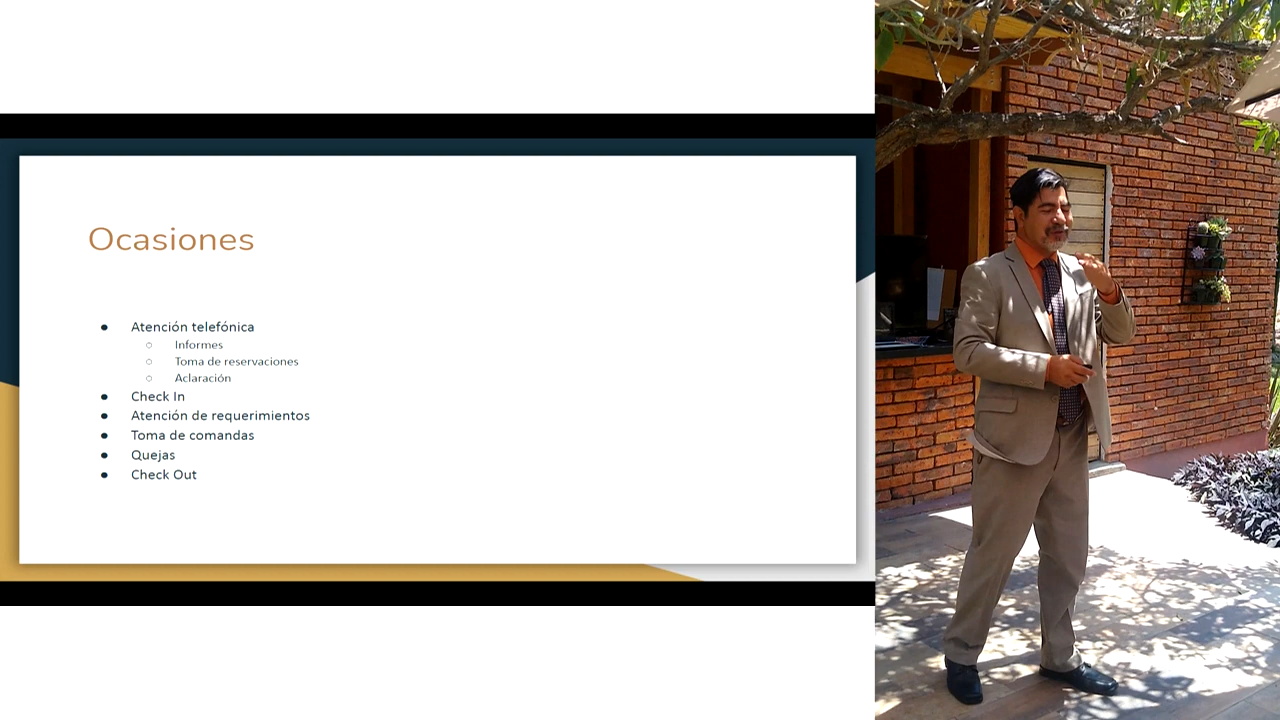 Ocasiones
● Atención telefónica
○ Informes
○ Toma de reservaciones
○ Aclaración
● Check In
● Atención de requerimientos
● Toma de comandas
● Quejas
● Check Out